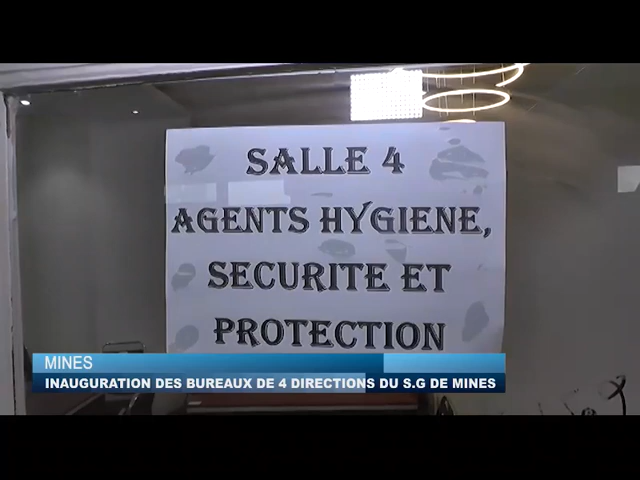 SALLE 4
AGENTS HYGIENE,
SECURITE ET
PROTECTION
MINES
INAUGURATION DES BUREAUX DE 4 DIRECTIONS DU S.G DE MINES